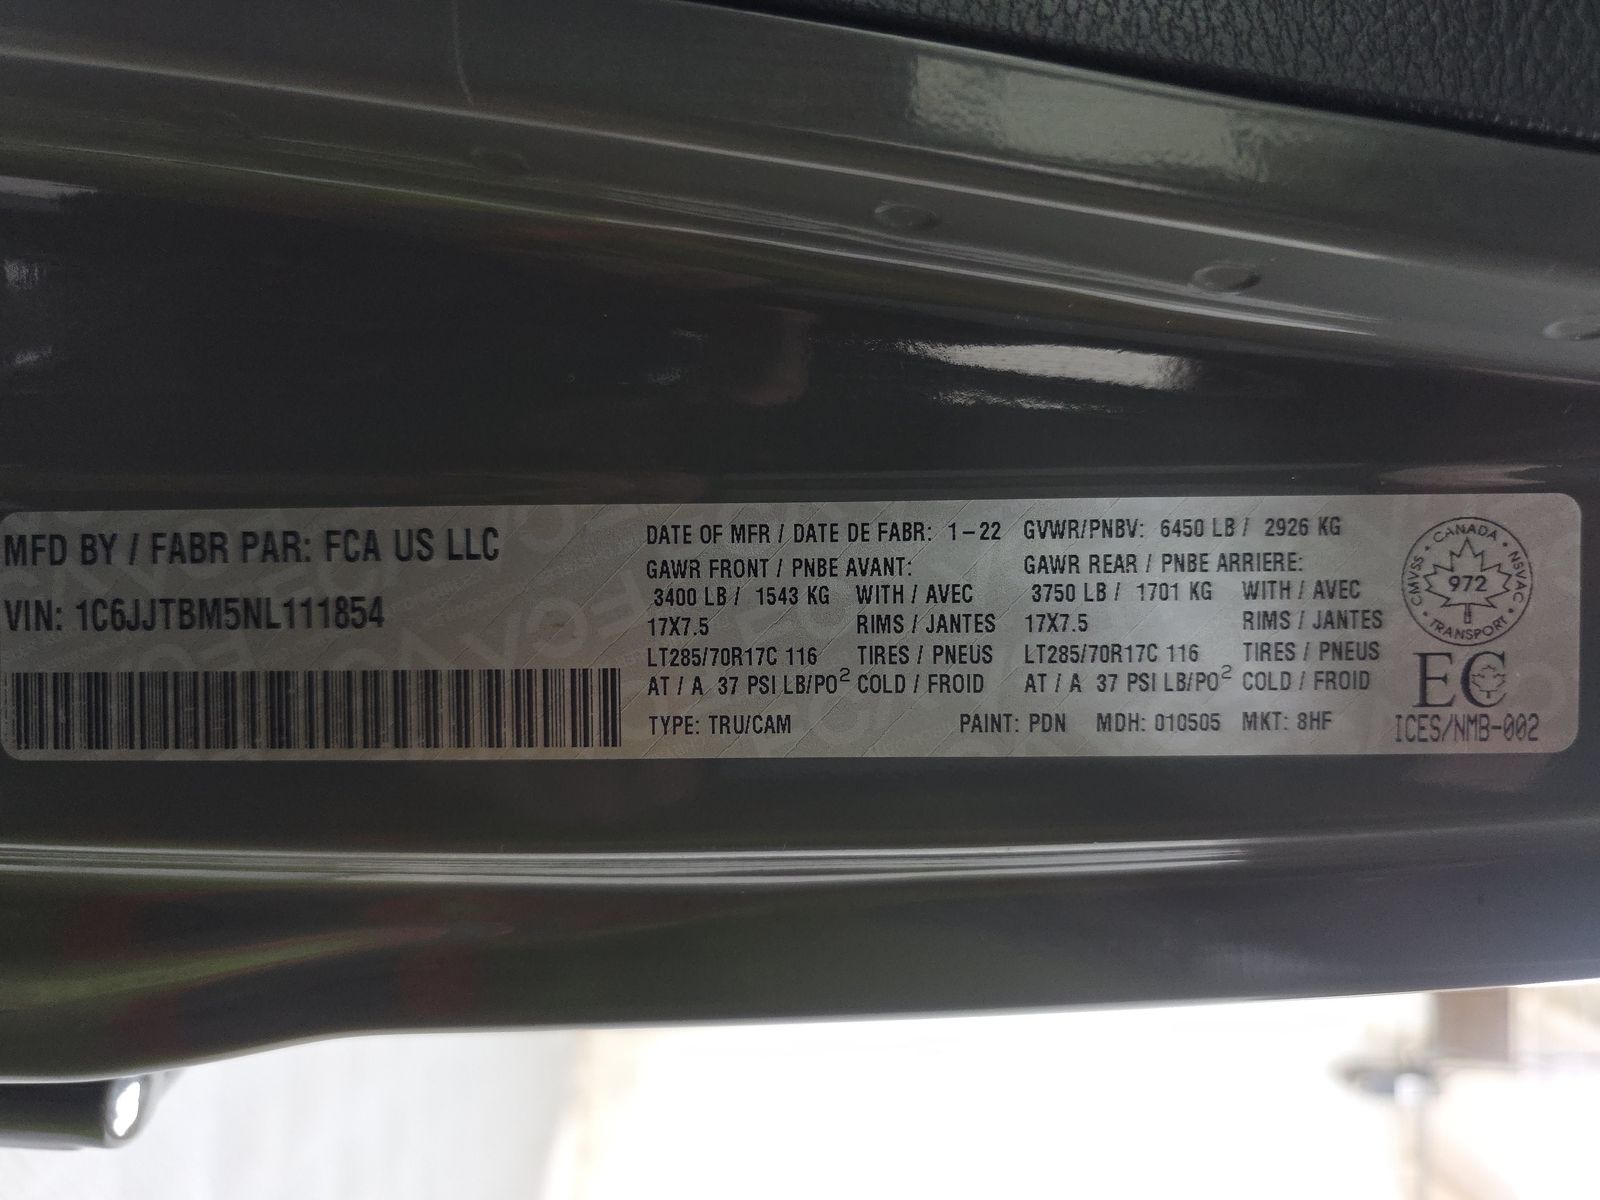 MFD BY / FABR PAR: FCA US LLC
VIN: 1C6JJTBM5NL111854
DATE OF MFR / DATE DE FABR: 1-22
GAWR FRONT / PNBE AVANT:
3400 LB / 1543 KG WITH / AVEC
17X7.5 RIMS / JANTES
LT285/70R17C 116 TIRES / PNEUS
AT / A 37 PSI LB/PO² COLD / FROID
GVWR/PNBV: 6450 LB / 2926 KG
GAWR REAR / PNBE ARRIERE:
3750 LB / 1701 KG WITH / AVEC
17X7.5 RIMS / JANTES
LT285/70R17C 116 TIRES / PNEUS
AT / A 37 PSI LB/PO² COLD / FROID
TYPE: TRU/CAM PAINT: PDN MDH: 010505 MKT: 8HF
CMVSS · CANADA · NSVAC
972
· TRANSPORT ·
EC
ICES/NMB-002